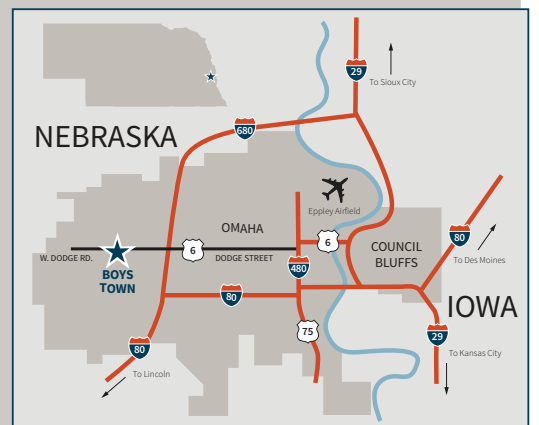 29
To Sioux City
NEBRASKA
680
Eppley Airfield
OMAHA
6
6
80
W. DODGE RD.
DODGE STREET
COUNCIL
BLUFFS
To Des Moines
480
BOYS
TOWN
80
IOWA
75
29
80
To Kansas City
To Lincoln